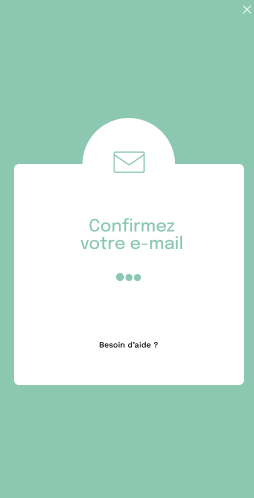 Confirmez
votre e-mail
Besoin d'aide ?